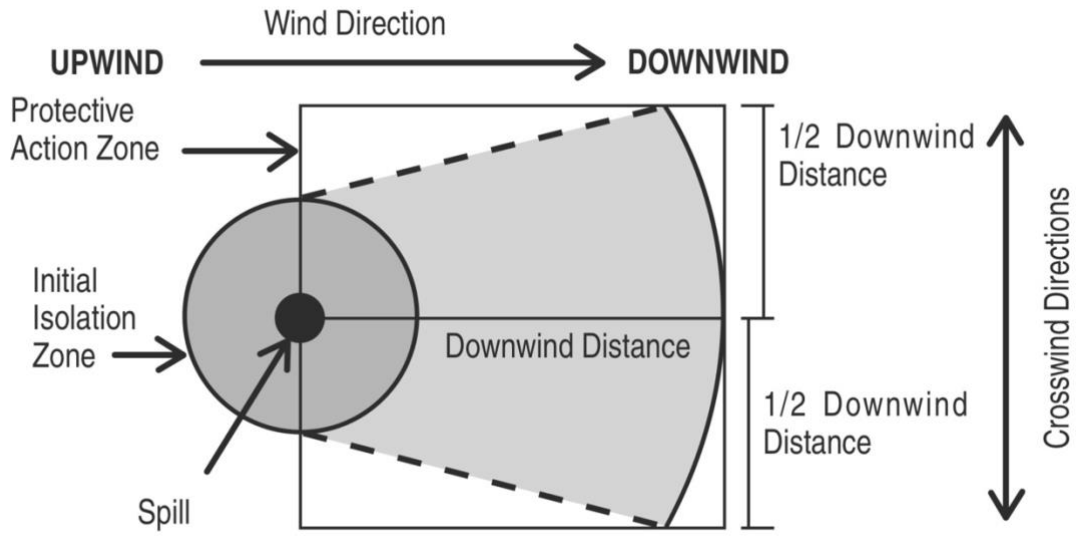 Wind Direction
UPWIND
DOWNWIND
Protective
Action Zone
1/2 Downwind
Distance
Initial
Isolation
Zone
Downwind Distance
Crosswind Directions
1/2 Downwind
Distance
Spill